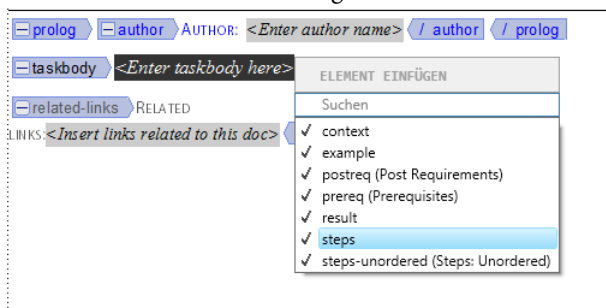 prolog author AUTHOR: <Enter author name> / author / prolog
taskbody <Enter taskbody here>
ELEMENT EINFÜGEN
related-links RELATED
Suchen
LINKS:<Insert links related to this doc>
✓ context
✓ example
✓ postreq (Post Requirements)
✓ prereq (Prerequisites)
✓ result
✓ steps
✓ steps-unordered (Steps: Unordered)